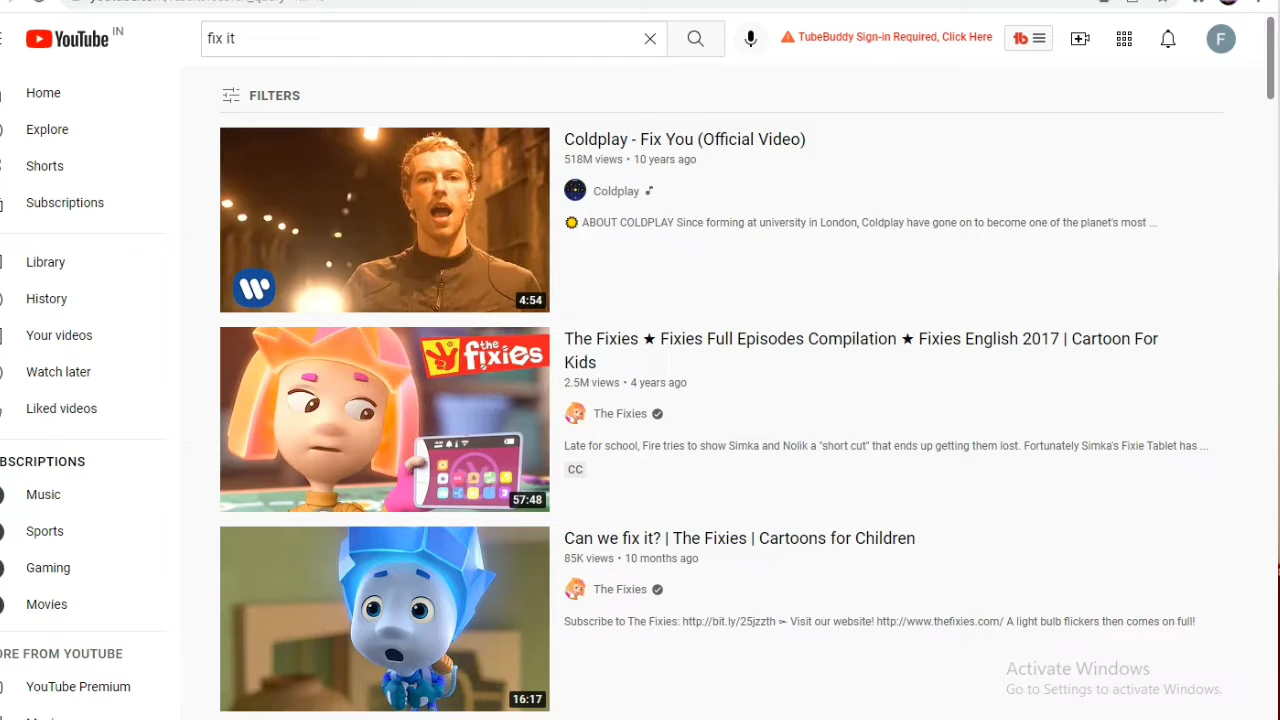 YouTube IN
fix it
TubeBuddy Sign-in Required, Click Here
tb
F
Home
Explore
Shorts
Subscriptions
Library
History
Your videos
Watch later
Liked videos
BSCRIPTIONS
Music
Sports
Gaming
Movies
ORE FROM YOUTUBE
YouTube Premium
FILTERS
4:54
Coldplay - Fix You (Official Video)
518M views • 10 years ago
Coldplay
ABOUT COLDPLAY Since forming at university in London, Coldplay have gone on to become one of the planet's most ...
the fixies
57:48
The Fixies ★ Fixies Full Episodes Compilation ★ Fixies English 2017 | Cartoon For
Kids
2.5M views • 4 years ago
The Fixies
Late for school, Fire tries to show Simka and Nolik a "short cut" that ends up getting them lost. Fortunately Simka's Fixie Tablet has ...
CC
16:17
Can we fix it? | The Fixies | Cartoons for Children
85K views • 10 months ago
The Fixies
Subscribe to The Fixies: http://bit.ly/25jzzth ➣ Visit our website! http://www.thefixies.com/ A light bulb flickers then comes on full!
Activate Windows
Go to Settings to activate Windows.